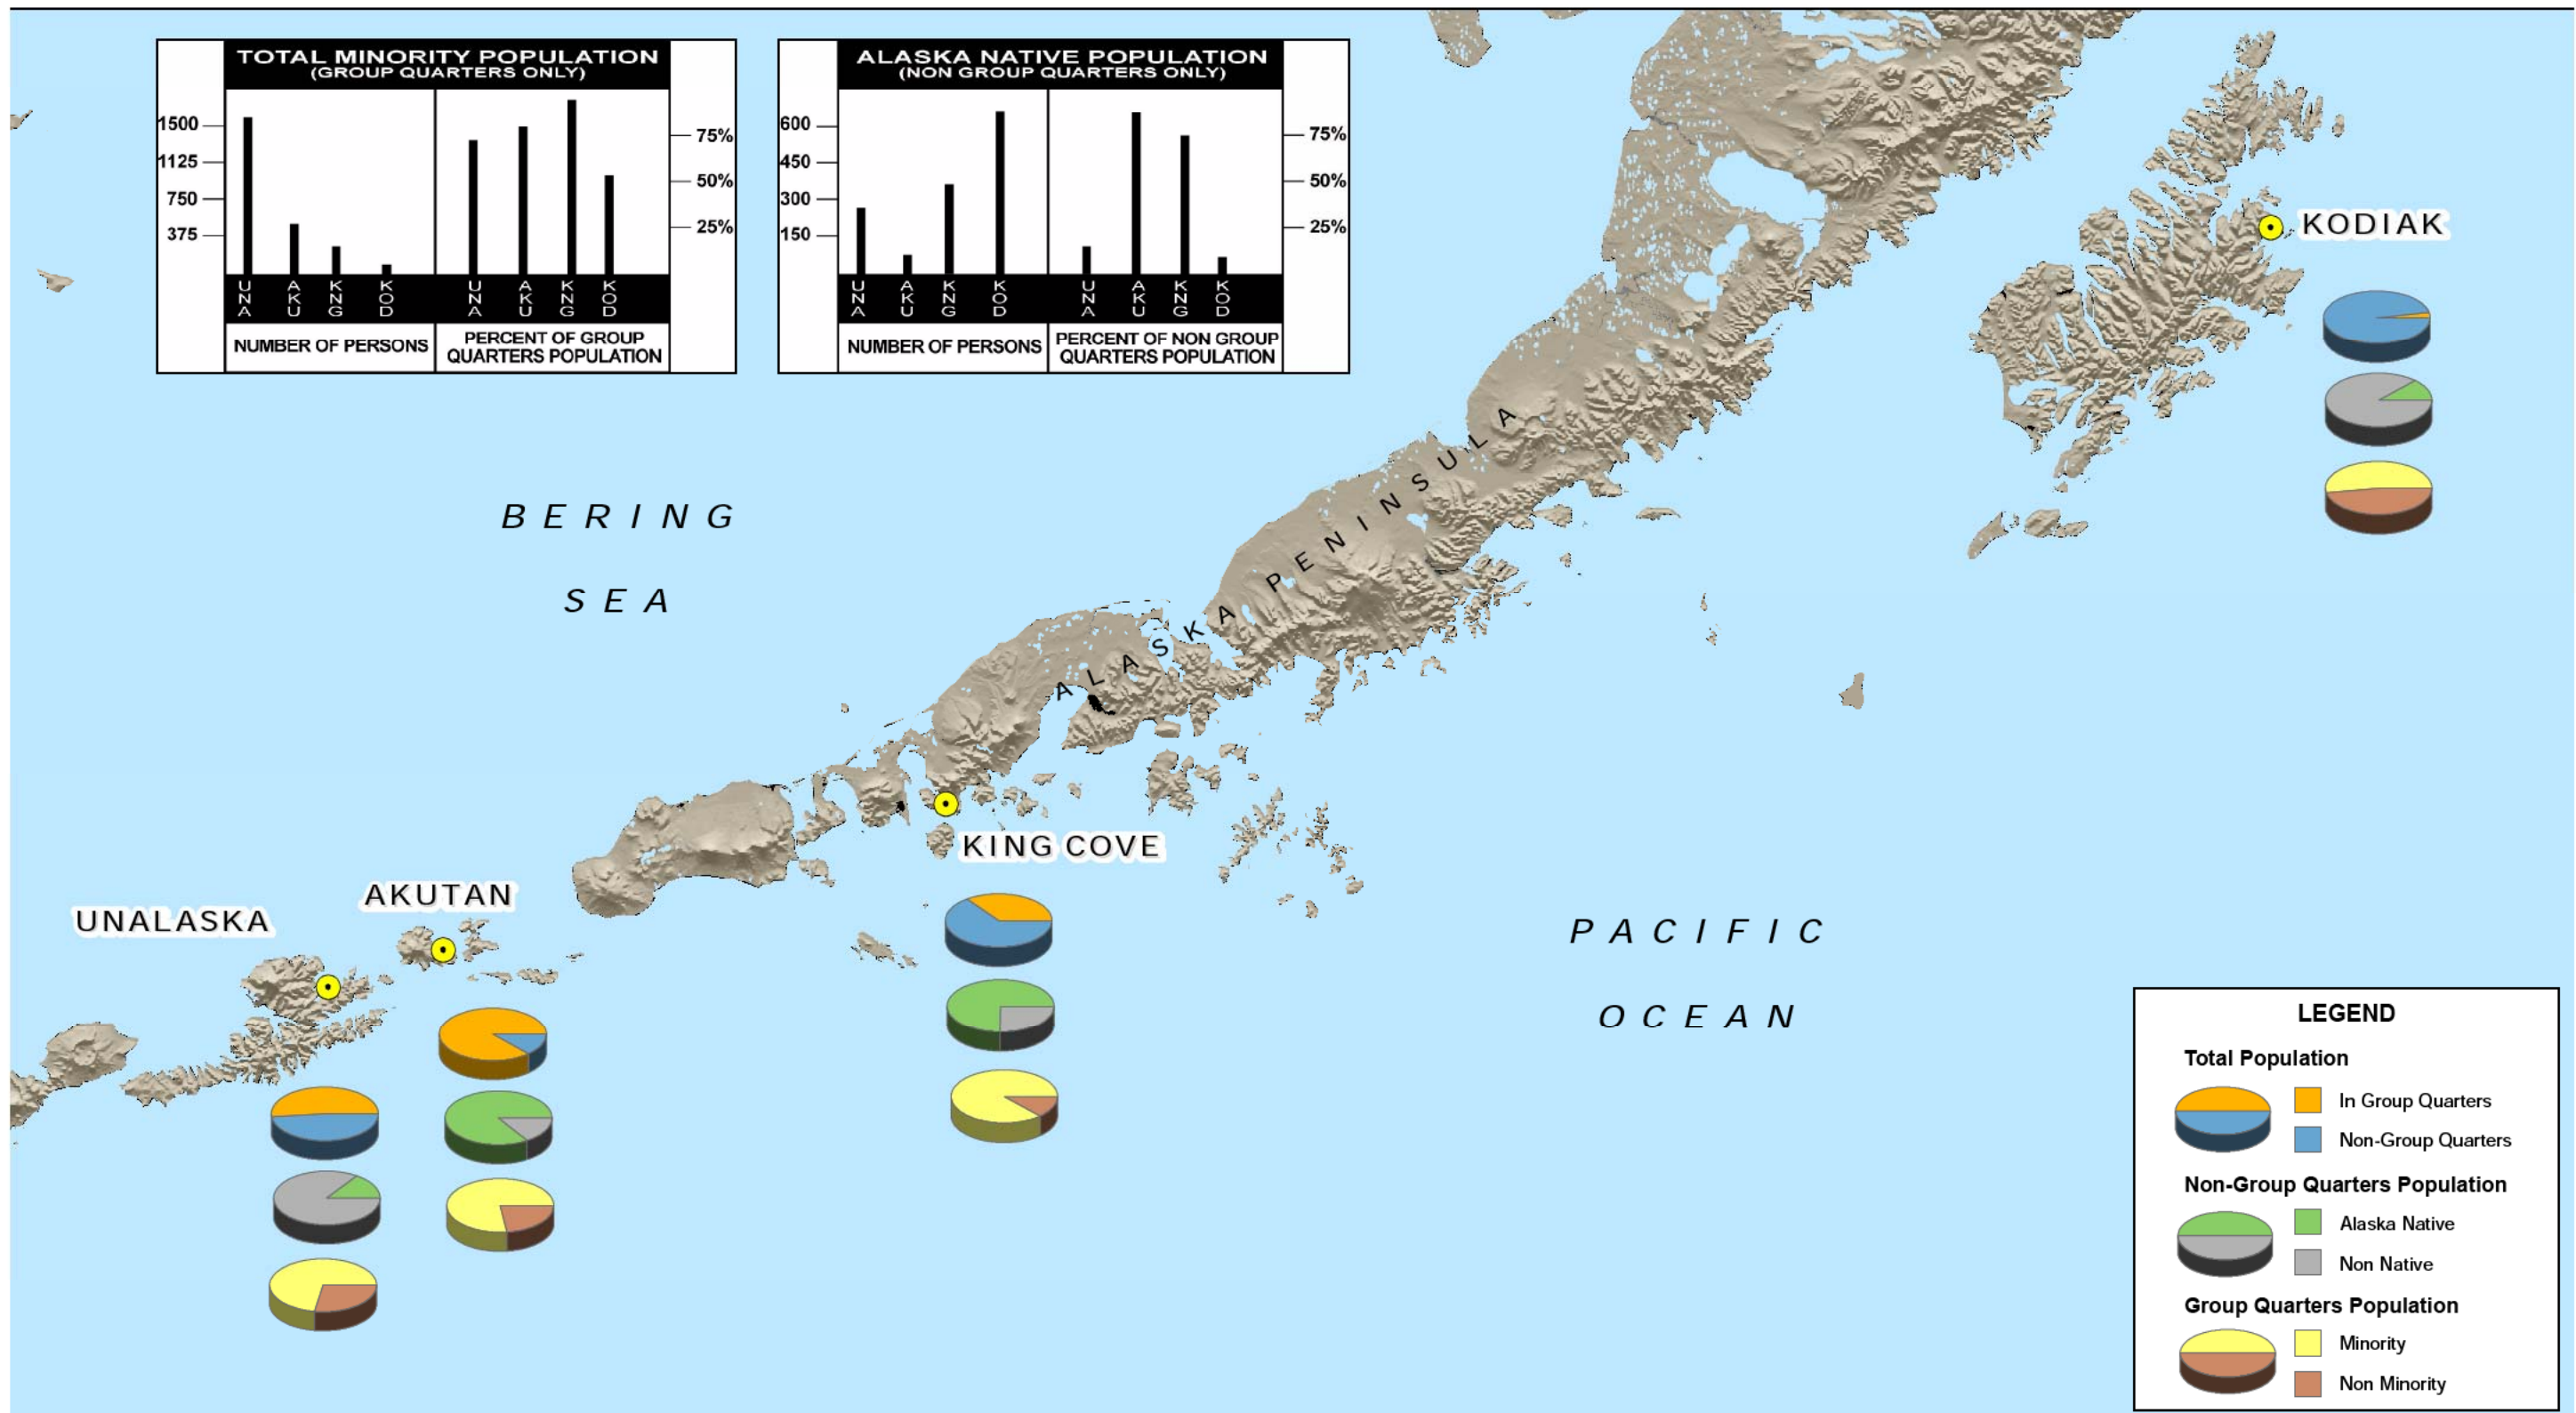 TOTAL MINORITY POPULATION
(GROUP QUARTERS ONLY)
1500
1125
750
375
75%
50%
25%
UNA
AKU
KNG
KOD
UNA
AKU
KNG
KOD
NUMBER OF PERSONS
PERCENT OF GROUP
QUARTERS POPULATION
ALASKA NATIVE POPULATION
(NON GROUP QUARTERS ONLY)
600
450
300
150
75%
50%
25%
UNA
AKU
KNG
KOD
UNA
AKU
KNG
KOD
NUMBER OF PERSONS
PERCENT OF NON GROUP
QUARTERS POPULATION
KODIAK
BERING
SEA
ALASKA PENINSULA
KING COVE
AKUTAN
UNALASKA
PACIFIC
OCEAN
LEGEND
Total Population
In Group Quarters
Non-Group Quarters
Non-Group Quarters Population
Alaska Native
Non Native
Group Quarters Population
Minority
Non Minority